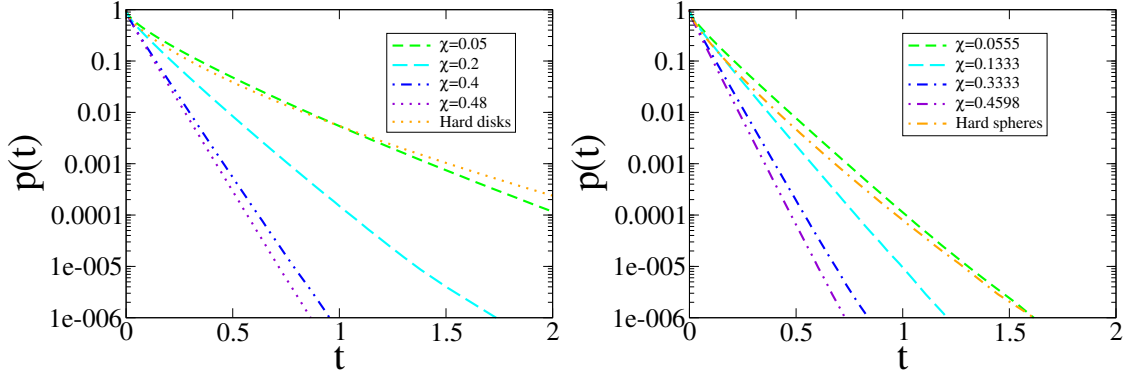 1
0.1
0.01
0.001
0.0001
1e-005
1e-006
p(t)
0 0.5 1 1.5 2
t
χ=0.05
χ=0.2
χ=0.4
χ=0.48
Hard disks
1
0.1
0.01
0.001
0.0001
1e-005
1e-006
p(t)
0 0.5 1 1.5 2
t
χ=0.0555
χ=0.1333
χ=0.3333
χ=0.4598
Hard spheres